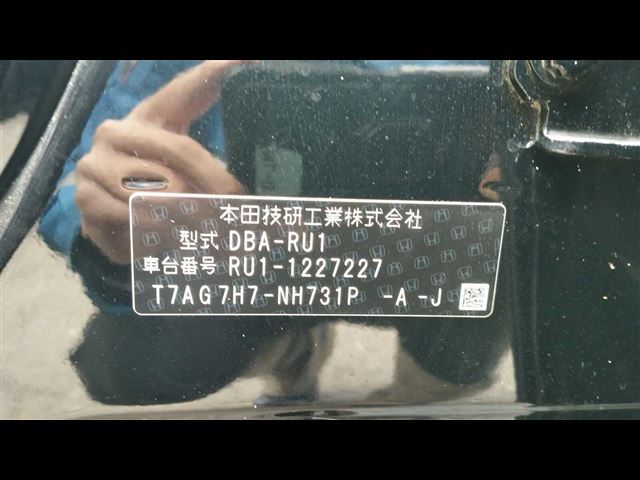 本田技研工業株式会社
型式 DBA-RU1
車台番号 RU1-1227227
T7AG7H7-NH731P -A-J